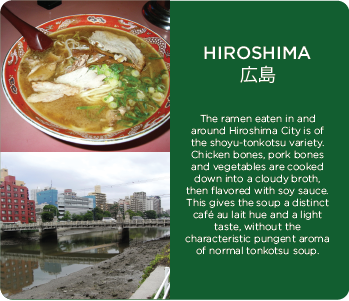 HIROSHIMA
広島
The ramen eaten in and
around Hiroshima City is of
the shoyu-tonkotsu variety.
Chicken bones, pork bones
and vegetables are cooked
down into a cloudy broth,
then flavored with soy sauce.
This gives the soup a distinct
café au lait hue and a light
taste, without the
characteristic pungent aroma
of normal tonkotsu soup.